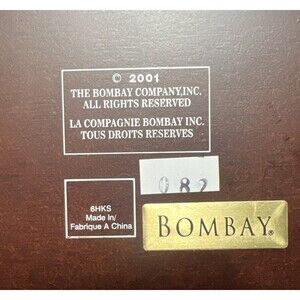 © 2001
THE BOMBAY COMPANY,INC.
ALL RIGHTS RESERVED
LA COMPAGNIE BOMBAY INC.
TOUS DROITS RESERVES
082
6HKS
Made in/
Fabrique A China
BOMBAY®